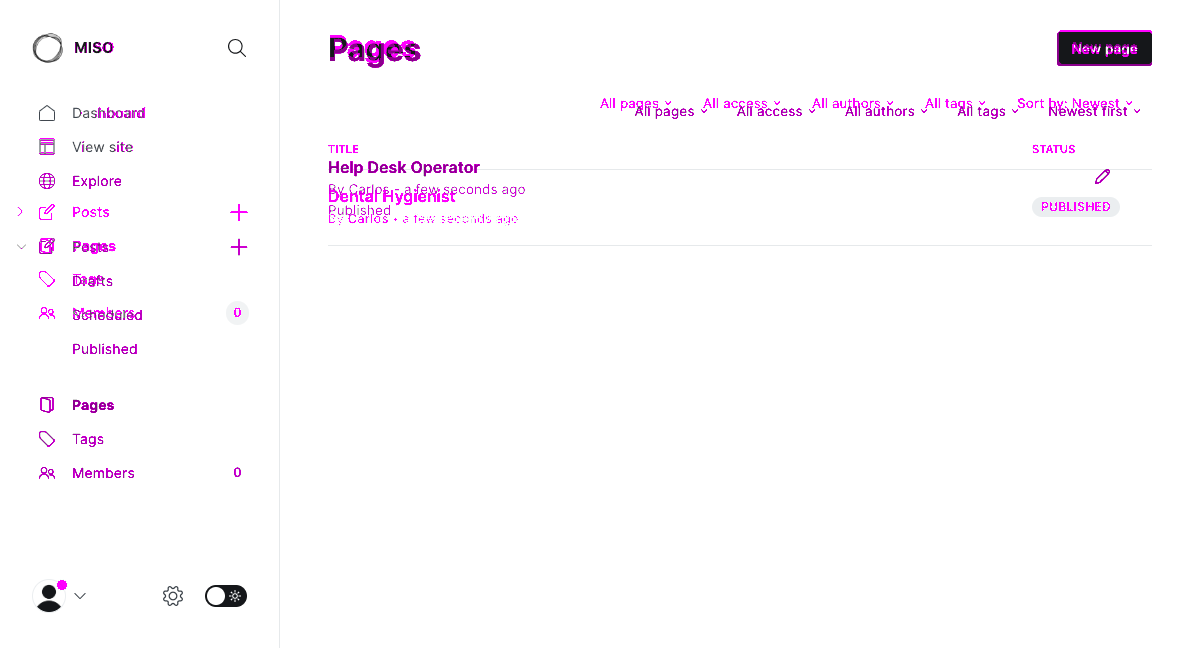 MISO
Dashboard
View site
Explore
Posts
Pages
Posts
Tags
Drafts
Members 0
Scheduled
Published
Pages
Tags
Members 0
Pages
New page
All pages All access All authors All tags Sort by: Newest
All pages All access All authors All tags Newest first
TITLE STATUS
Help Desk Operator
By Carlos - a few seconds ago
Dental Hygienist
Published
By Carlos • a few seconds ago
PUBLISHED